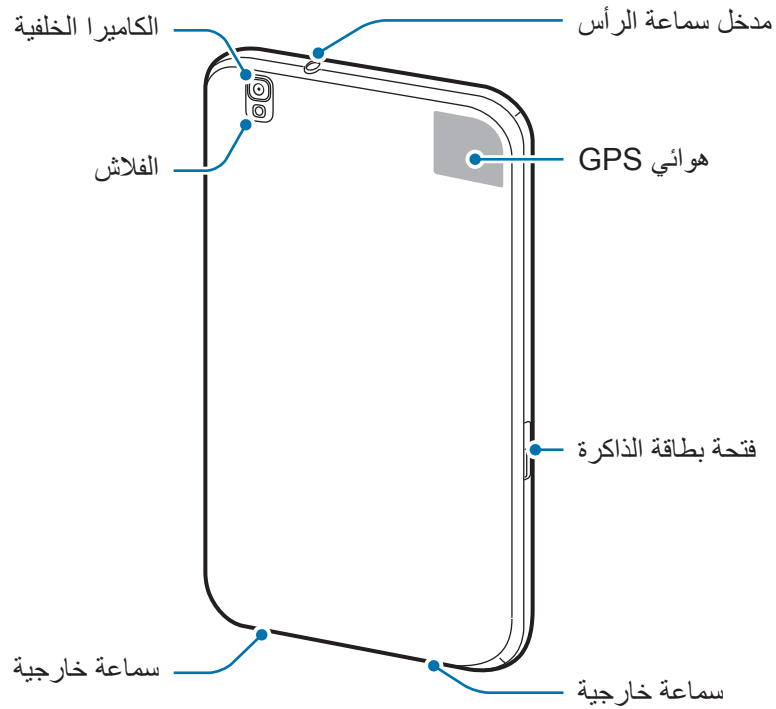 مدخل سماعة الرأس
الكاميرا الخلفية
هوائي GPS
الفلاش
فتحة بطاقة الذاكرة
سماعة خارجية
سماعة خارجية